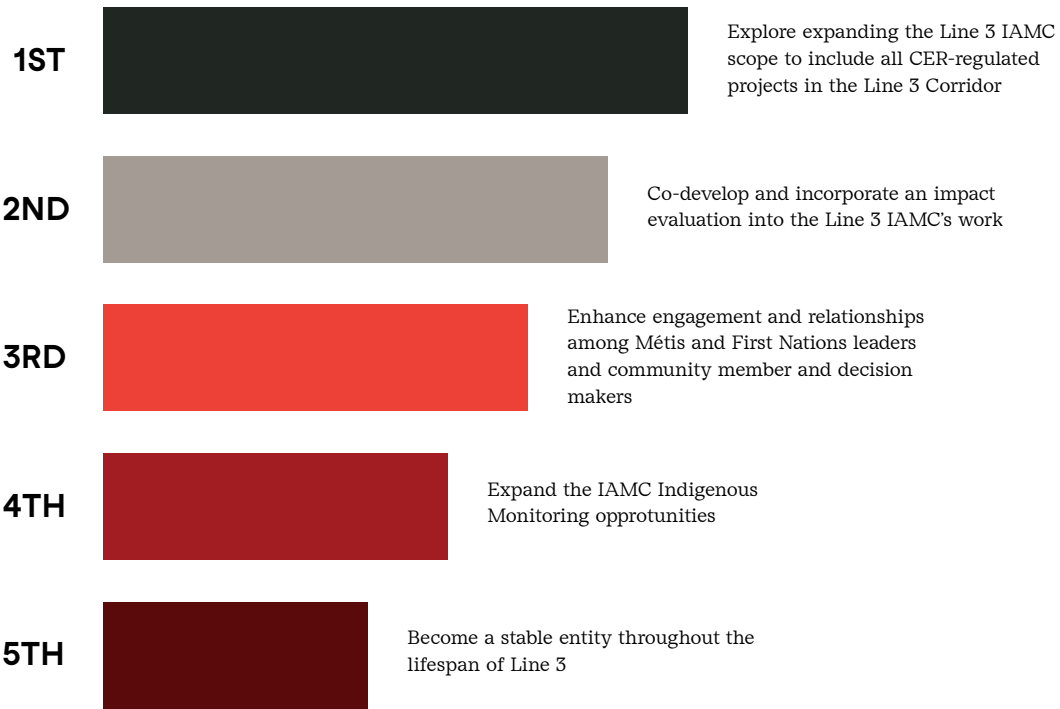 1ST
Explore expanding the Line 3 IAMC
scope to include all CER-regulated
projects in the Line 3 Corridor
2ND
Co-develop and incorporate an impact
evaluation into the Line 3 IAMC's work
3RD
Enhance engagement and relationships
among Métis and First Nations leaders
and community member and decision
makers
4TH
Expand the IAMC Indigenous
Monitoring opprotunities
5TH
Become a stable entity throughout the
lifespan of Line 3